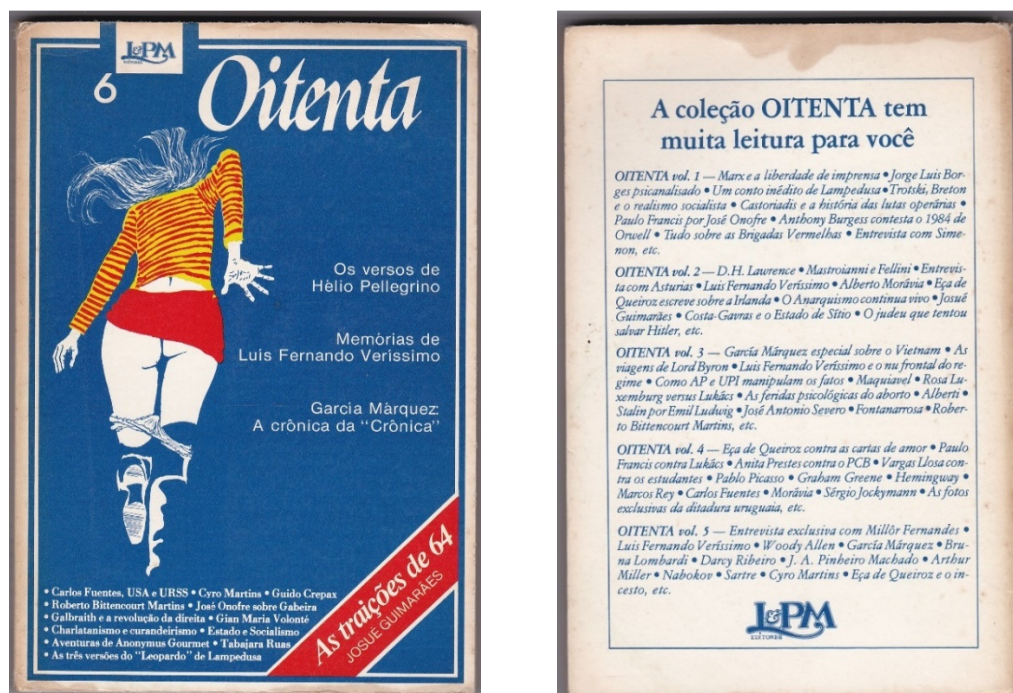 L&PM
EDITORES
6
Oitenta
Os versos de
Hélio Pellegrino
Memòrias de
Luis Fernando Veríssimo
Garcia Màrquez:
A crônica da "Crônica"
As traições de 64
JOSUÉ GUIMARÃES
• Carlos Fuentes, USA e URSS • Cyro Martins • Guido Crepax
• Roberto Bittencourt Martins • José Onofre sobre Gabeira
• Galbraith e a revolução da direita • Gian Maria Volonté
• Charlatanismo e curandeirismo • Estado e Socialismo
• Aventuras de Anonymus Gourmet • Tabajara Ruas
• As três versões do "Leopardo" de Lampedusa
A coleção OITENTA tem
muita leitura para você
OITENTA vol. 1 — Marx e a liberdade de imprensa • Jorge Luis Bor-
ges psicanalisado • Um conto inédito de Lampedusa • Trotski, Breton
e o realismo socialista • Castoriadis e a história das lutas operárias •
Paulo Francis por José Onofre • Anthony Burgess contesta o 1984 de
Orwell • Tudo sobre as Brigadas Vermelhas • Entrevista com Sime-
non, etc.
OITENTA vol. 2 — D.H. Lawrence • Mastroianni e Fellini • Entrevis-
ta com Asturias • Luis Fernando Veríssimo • Alberto Morávia • Eça de
Queiroz escreve sobre a Irlanda • O Anarquismo continua vivo • Josué
Guimarães • Costa-Gavras e o Estado de Sítio • O judeu que tentou
salvar Hitler, etc.
OITENTA vol. 3 — García Márquez especial sobre o Vietnam • As
viagens de Lord Byron • Luis Fernando Veríssimo e o nu frontal do re-
gime • Como AP e UPI manipulam os fatos • Maquiavel • Rosa Lu-
xemburg versus Lukács • As feridas psicológicas do aborto • Alberti •
Stalin por Emil Ludwig • José Antonio Severo • Fontanarrosa • Rober-
to Bittencourt Martins, etc.
OITENTA vol. 4 — Eça de Queiroz contra as cartas de amor • Paulo
Francis contra Lukács • Anita Prestes contra o PCB • Vargas Llosa con-
tra os estudantes • Pablo Picasso • Graham Greene • Hemingway •
Marcos Rey • Carlos Fuentes • Morávia • Sérgio Jockymann • As fotos
exclusivas da ditadura uruguaia, etc.
OITENTA vol. 5 — Entrevista exclusiva com Millôr Fernandes •
Luis Fernando Veríssimo • Woody Allen • García Márquez • Bru-
na Lombardi • Darcy Ribeiro • J. A. Pinheiro Machado • Arthur
Miller • Nabokov • Sartre • Cyro Martins • Eça de Queiroz e o in-
cesto, etc.
L&PM
EDITORES